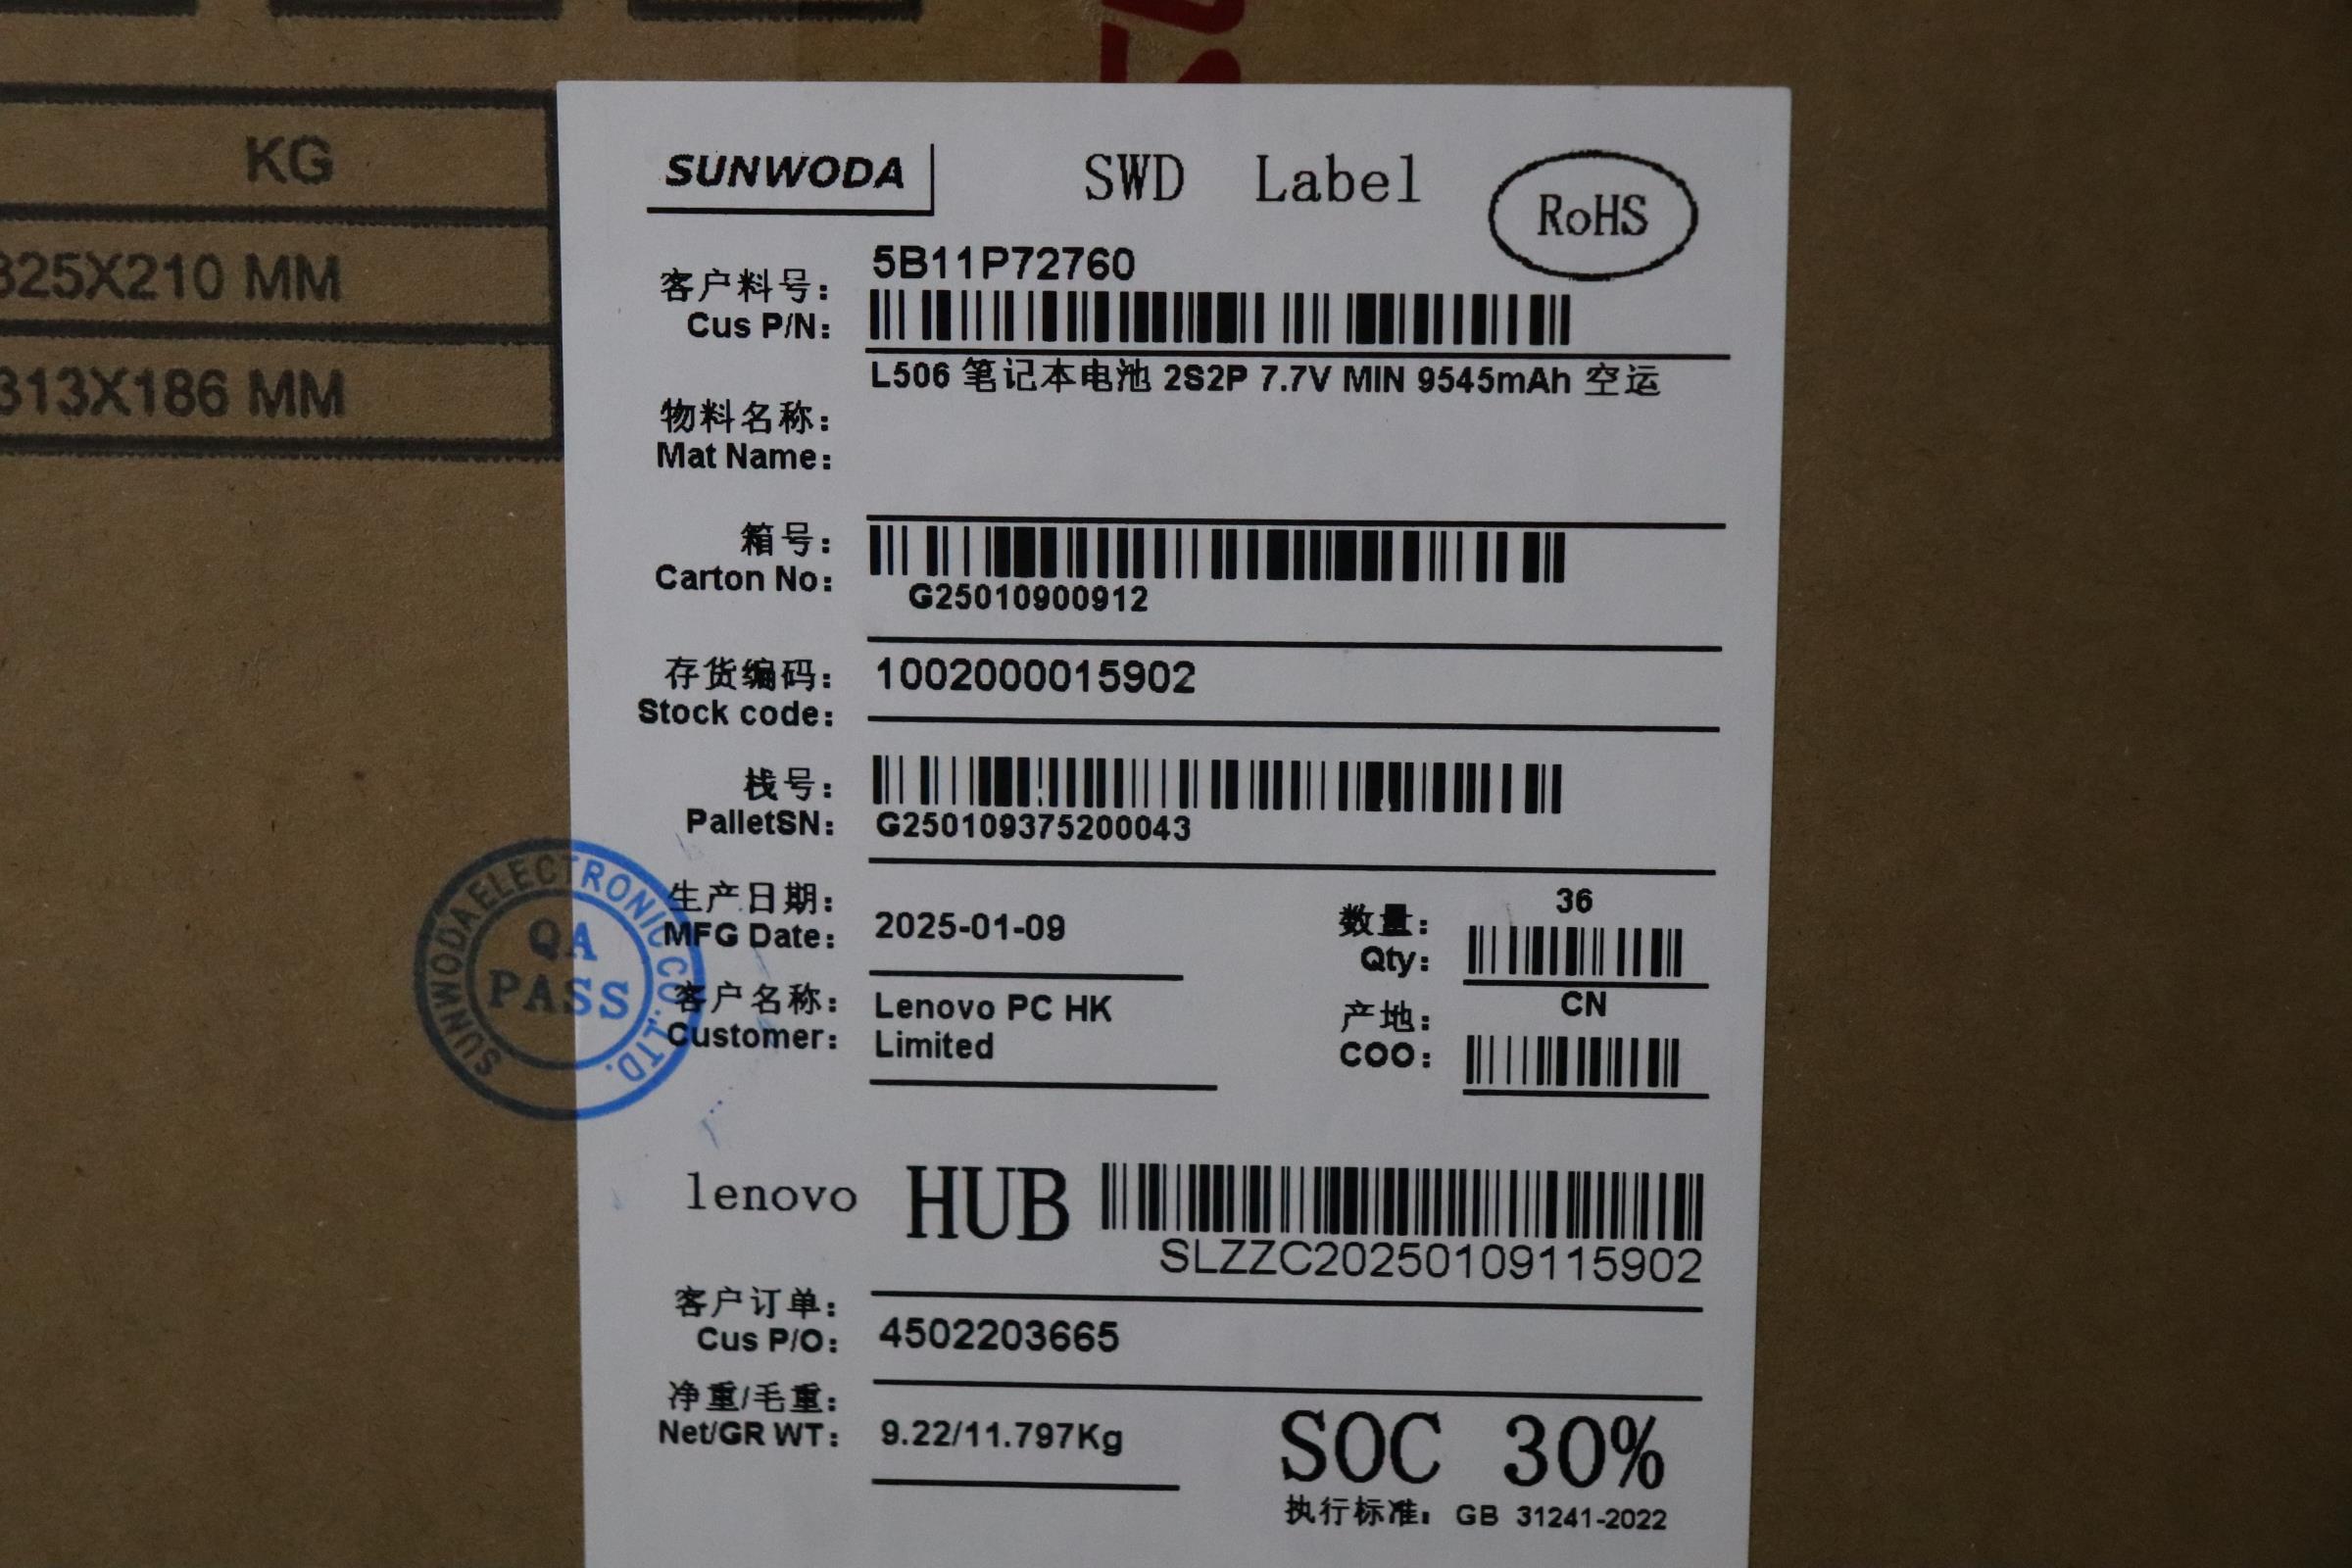 KG
325X210 MM
313X186 MM
SUNWODA
SWD Label
RoHS
客户料号：
Cus P/N：
5B11P72760
物料名称：
Mat Name：
L506 笔记本电池 2S2P 7.7V MIN 9545mAh 空运
箱号：
Carton No：
G25010900912
存货编码：
Stock code：
1002000015902
栈号：
PalletSN：
G250109375200043
生产日期：
MFG Date：
2025-01-09
数量：
Qty：
36
客户名称：
Customer：
Lenovo PC HK
Limited
产地：
COO：
CN
SUNWODA ELECTRONIC CO.,LTD.
QA
PASS
lenovo HUB
SLZZC20250109115902
客户订单：
Cus P/O：
4502203665
净重/毛重：
Net/GR WT：
9.22/11.797Kg
SOC 30%
执行标准： GB 31241-2022